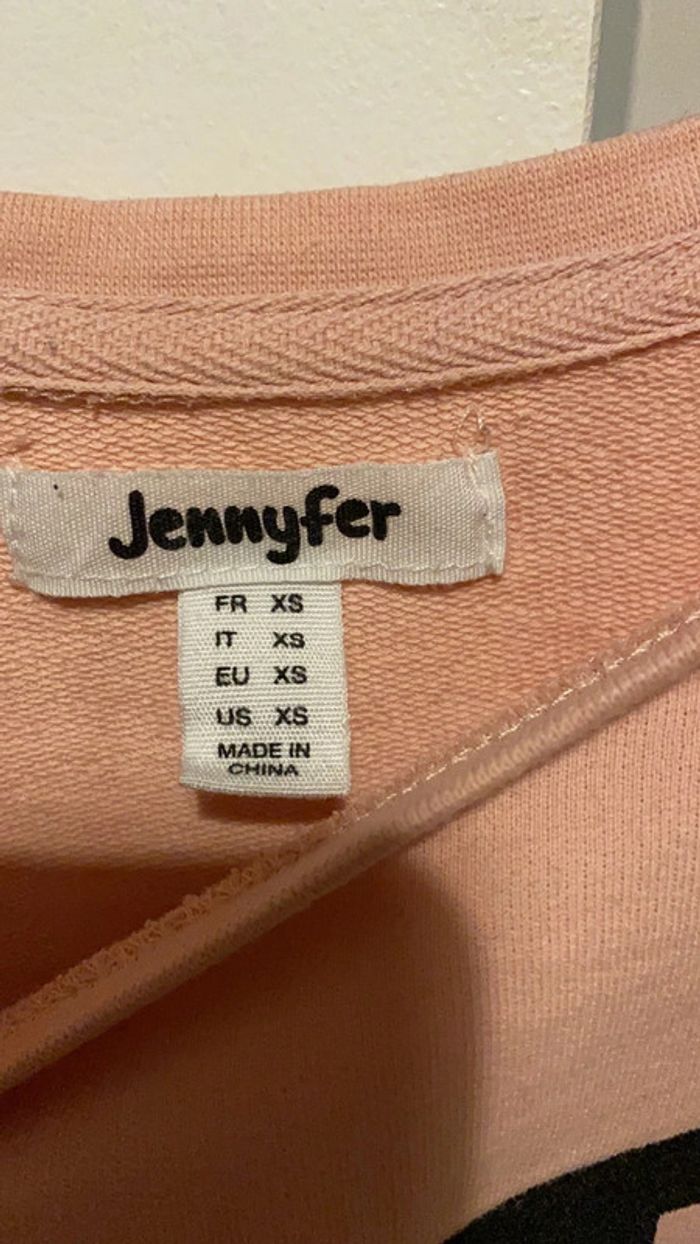 Jennyfer
FR XS
IT XS
EU XS
US XS
MADE IN
CHINA